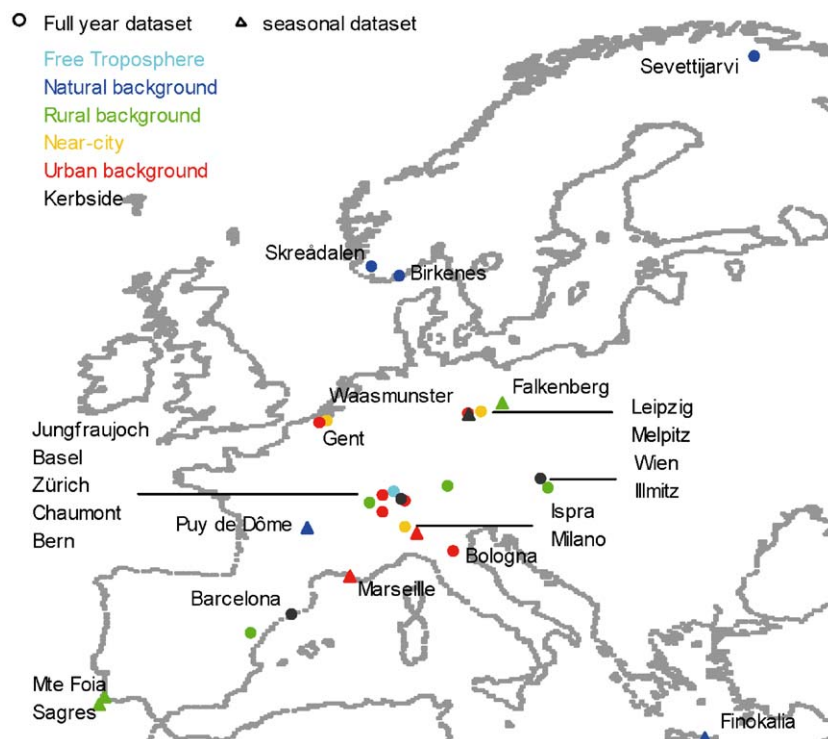 Full year dataset
seasonal dataset
Free Troposphere
Natural background
Rural background
Near-city
Urban background
Kerbside
Sevettijarvi
Skreådalen
Birkenes
Waasmunster
Falkenberg
Gent
Leipzig
Melpitz
Wien
Illmitz
Jungfraujoch
Basel
Zürich
Chaumont
Bern
Puy de Dôme
Ispra
Milano
Bologna
Marseille
Barcelona
Mte Foia
Sagres
Finokalia